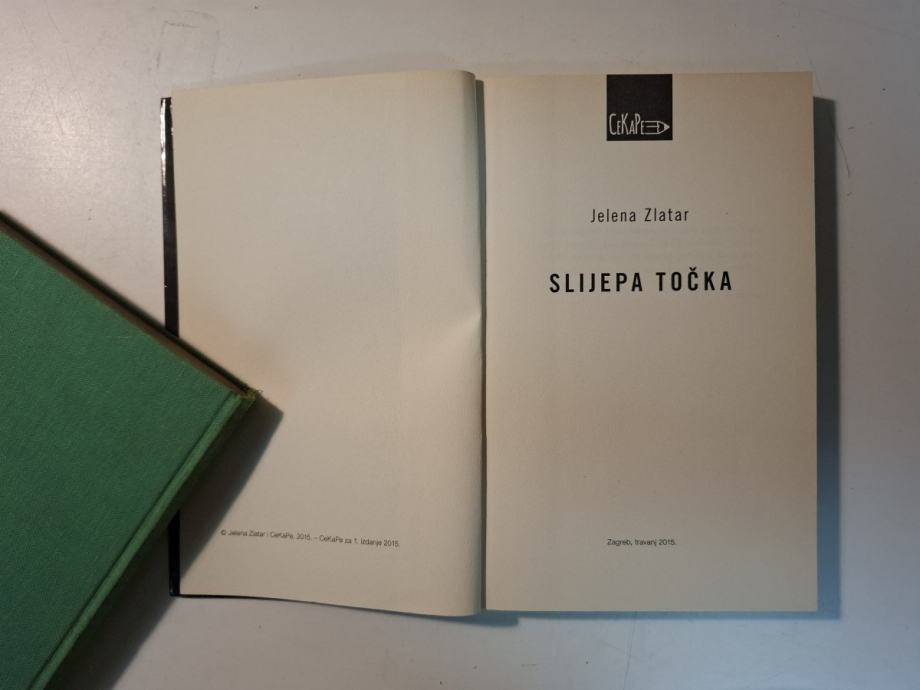 © Jelena Zlatar i CeKaPe, 2015. – CeKaPe za 1. izdanje 2015.
CeKaPe
Jelena Zlatar
SLIJEPA TOČKA
Zagreb, travanj 2015.